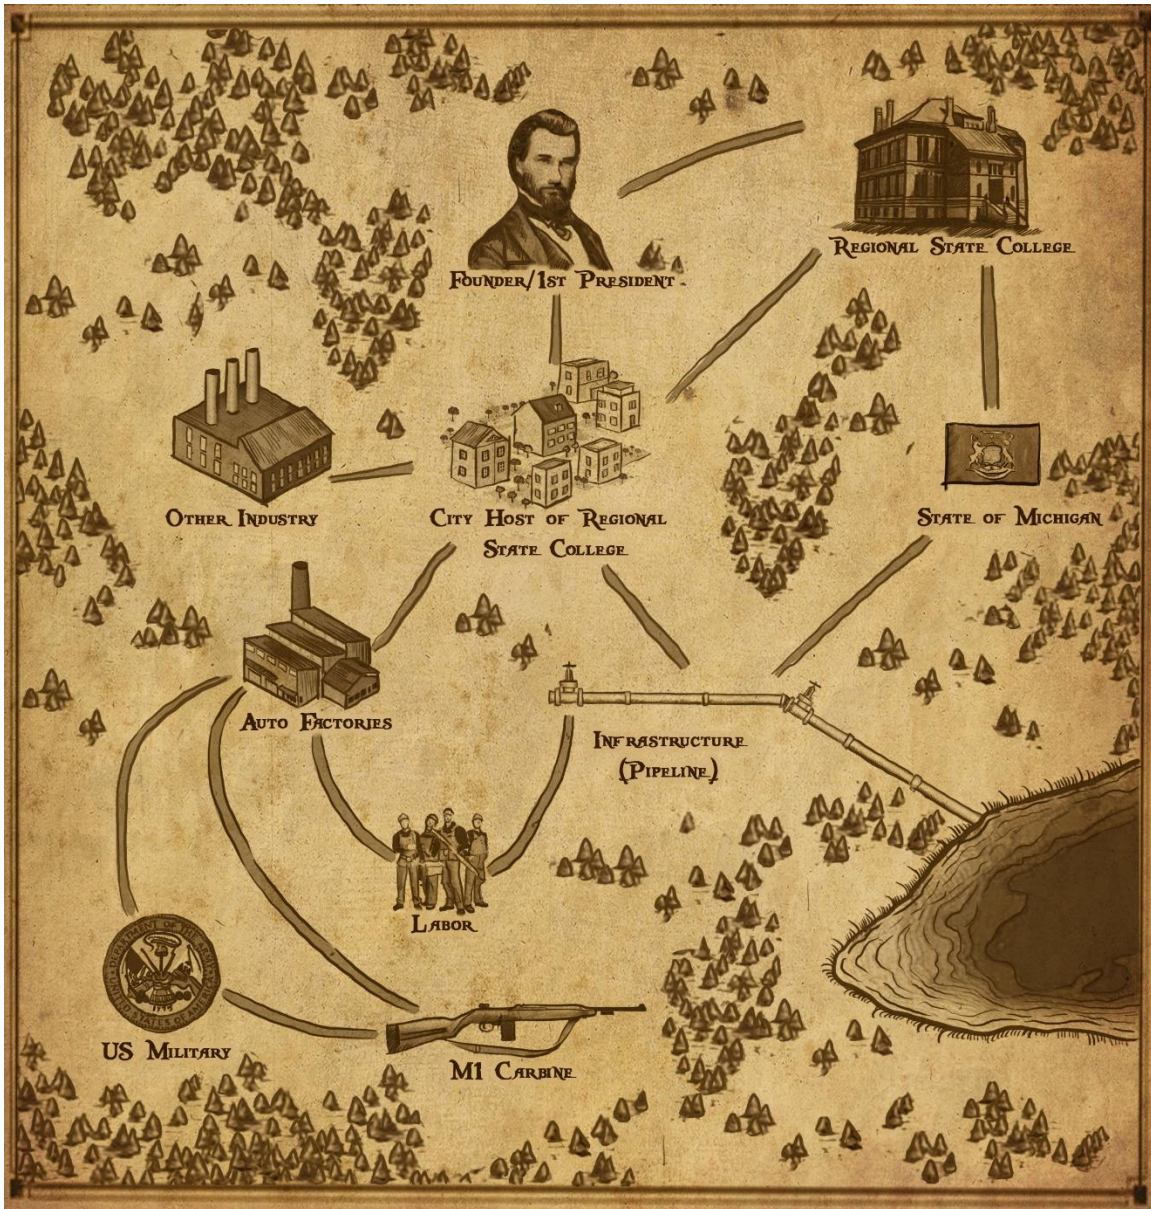 Founder/1st President
Regional State College
Other Industry
City Host of Regional
State College
State of Michigan
Auto Factories
Infrastructure
(Pipeline)
Labor
US Military
M1 Carbine